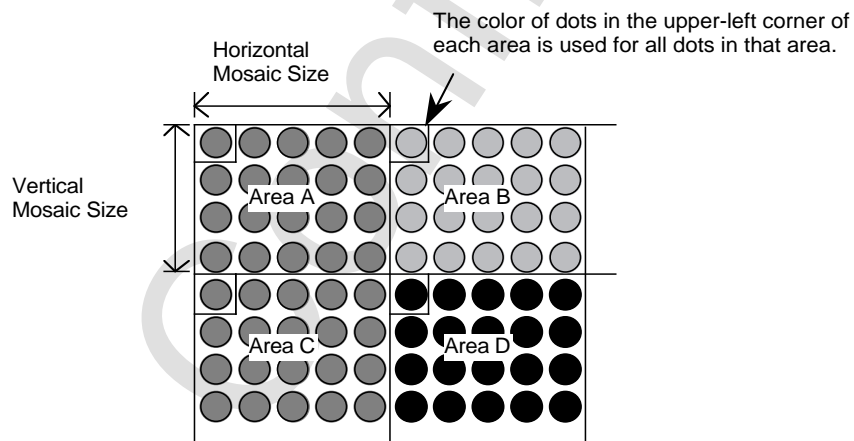 The color of dots in the upper-left corner of
each area is used for all dots in that area.
Horizontal
Mosaic Size
Vertical
Mosaic Size
Area A
Area B
Area C
Area D